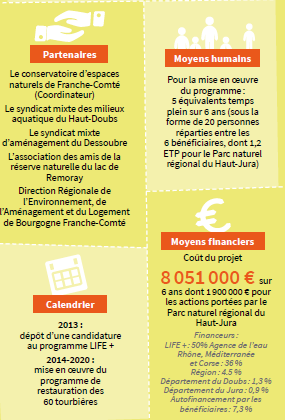 Partenaires
Le conservatoire d'espaces
naturels de Franche-Comté
(Coordinateur)
Le syndicat mixte des milieux
aquatique du Haut-Doubs
Le syndicat mixte
d'aménagement du Dessoubre
L'association des amis de la
réserve naturelle du lac de
Remoray
Direction Régionale de
l'Environnement, de
l'Aménagement et du Logement
de Bourgogne Franche-Comté
Moyens humains
Pour la mise en œuvre
du programme :
5 équivalents temps
plein sur 6 ans (sous la
forme de 20 personnes
réparties entre les
6 bénéficiaires, dont 1,2
ETP pour le Parc naturel
régional du Haut-Jura)
Calendrier
2013 :
dépôt d'une candidature
au programme LIFE +
2014-2020 :
mise en œuvre du
programme de
restauration des
60 tourbières
€
Moyens financiers
Coût du projet
8 051 000 € sur
6 ans dont 1 900 000 € pour
les actions portées par le
Parc naturel régional du
Haut-Jura
Financeurs :
LIFE + : 50% Agence de l'eau
Rhône, Méditerranée
et Corse : 36 %
Région : 4.5 %
Département du Doubs : 1,3 %
Département du Jura : 0,9 %
Autofinancement par les
bénéficiaires : 7,3 %